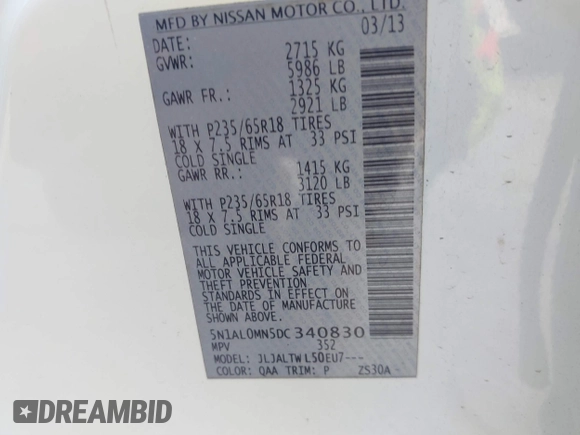 MFD BY NISSAN MOTOR CO., LTD.
DATE: 03/13
GVWR: 2715 KG
5986 LB
GAWR FR.: 1325 KG
2921 LB
WITH P235/65R18 TIRES
18 X 7.5 RIMS AT 33 PSI
COLD SINGLE
GAWR RR.: 1415 KG
3120 LB
WITH P235/65R18 TIRES
18 X 7.5 RIMS AT 33 PSI
COLD SINGLE
THIS VEHICLE CONFORMS TO
ALL APPLICABLE FEDERAL
MOTOR VEHICLE SAFETY AND
THEFT PREVENTION
STANDARDS IN EFFECT ON
THE DATE OF MANUFACTURE
SHOWN ABOVE.
5N1AL0MN5DC340830
MPV 352
MODEL: JLJALTWL50EU7---
COLOR: QAA TRIM: P ZS30A -
DREAMBID